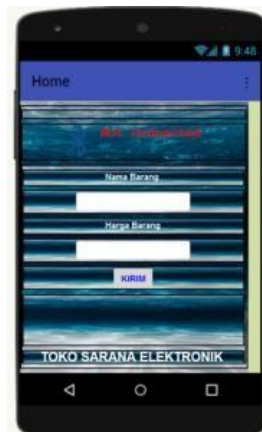 9:48
Home
Nama Barang
Harga Barang
KIRIM
TOKO SARANA ELEKTRONIK